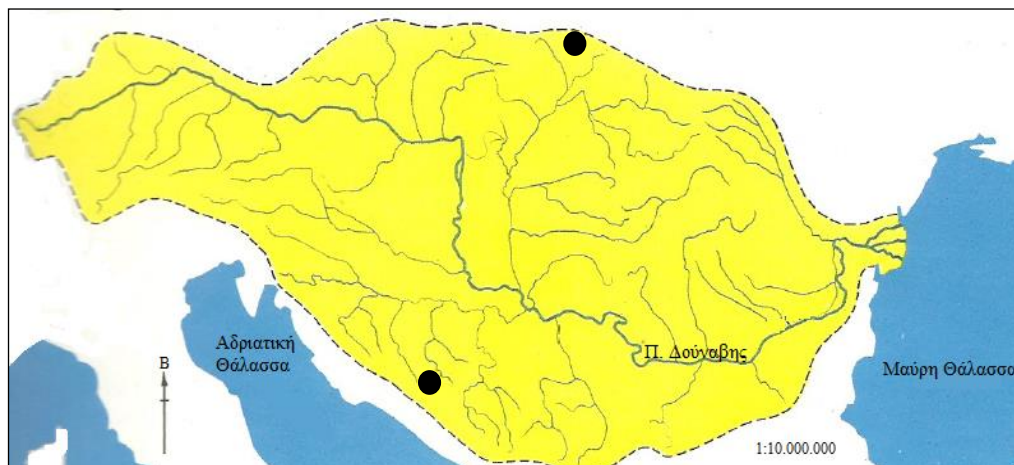 Αδριατική
Θάλασσα
Β
Π. Δούναβης
Μαύρη Θάλασσα
1:10.000.000